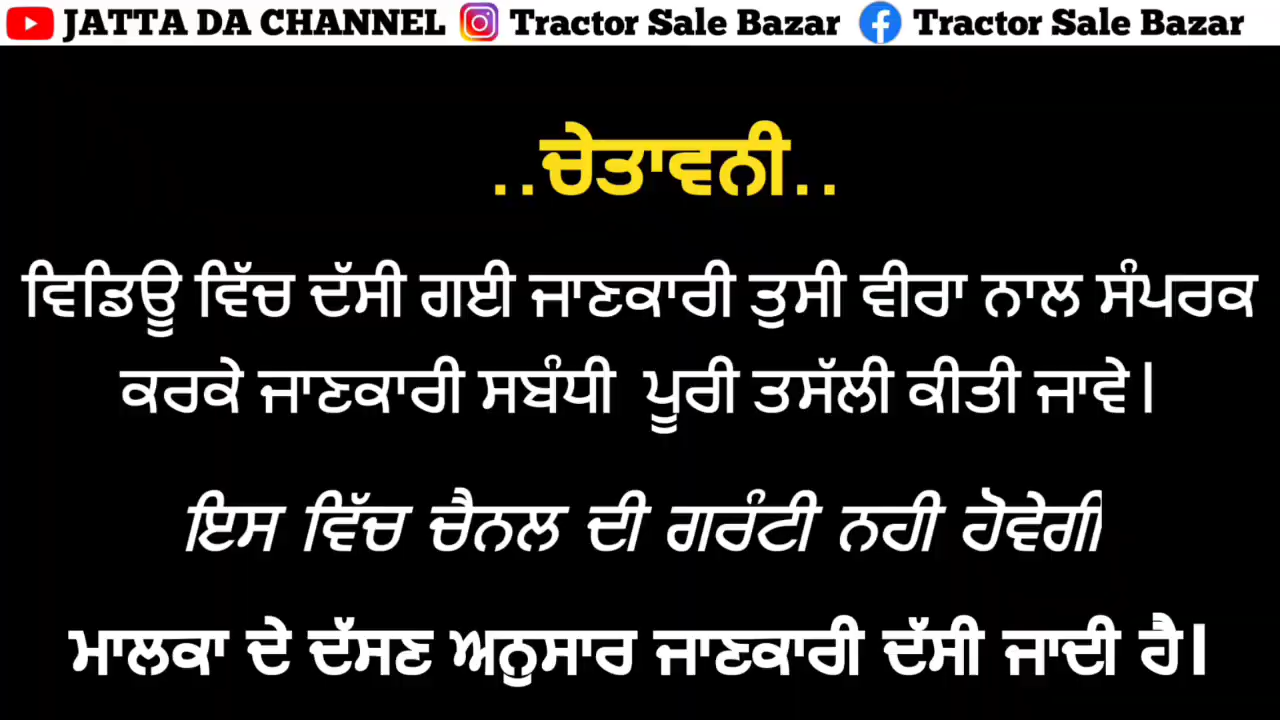 JATTA DA CHANNEL Tractor Sale Bazar Tractor Sale Bazar
..ਚੇਤਾਵਨੀ..
ਵਿਡਿਊ ਵਿੱਚ ਦੱਸੀ ਗਈ ਜਾਣਕਾਰੀ ਤੁਸੀ ਵੀਰਾ ਨਾਲ ਸੰਪਰਕ
ਕਰਕੇ ਜਾਣਕਾਰੀ ਸਬੰਧੀ ਪੂਰੀ ਤਸੱਲੀ ਕੀਤੀ ਜਾਵੇ।
ਇਸ ਵਿੱਚ ਚੈਨਲ ਦੀ ਗਰੰਟੀ ਨਹੀ ਹੋਵੇਗੀ
ਮਾਲਕਾ ਦੇ ਦੱਸਣ ਅਨੁਸਾਰ ਜਾਣਕਾਰੀ ਦੱਸੀ ਜਾਦੀ ਹੈ।